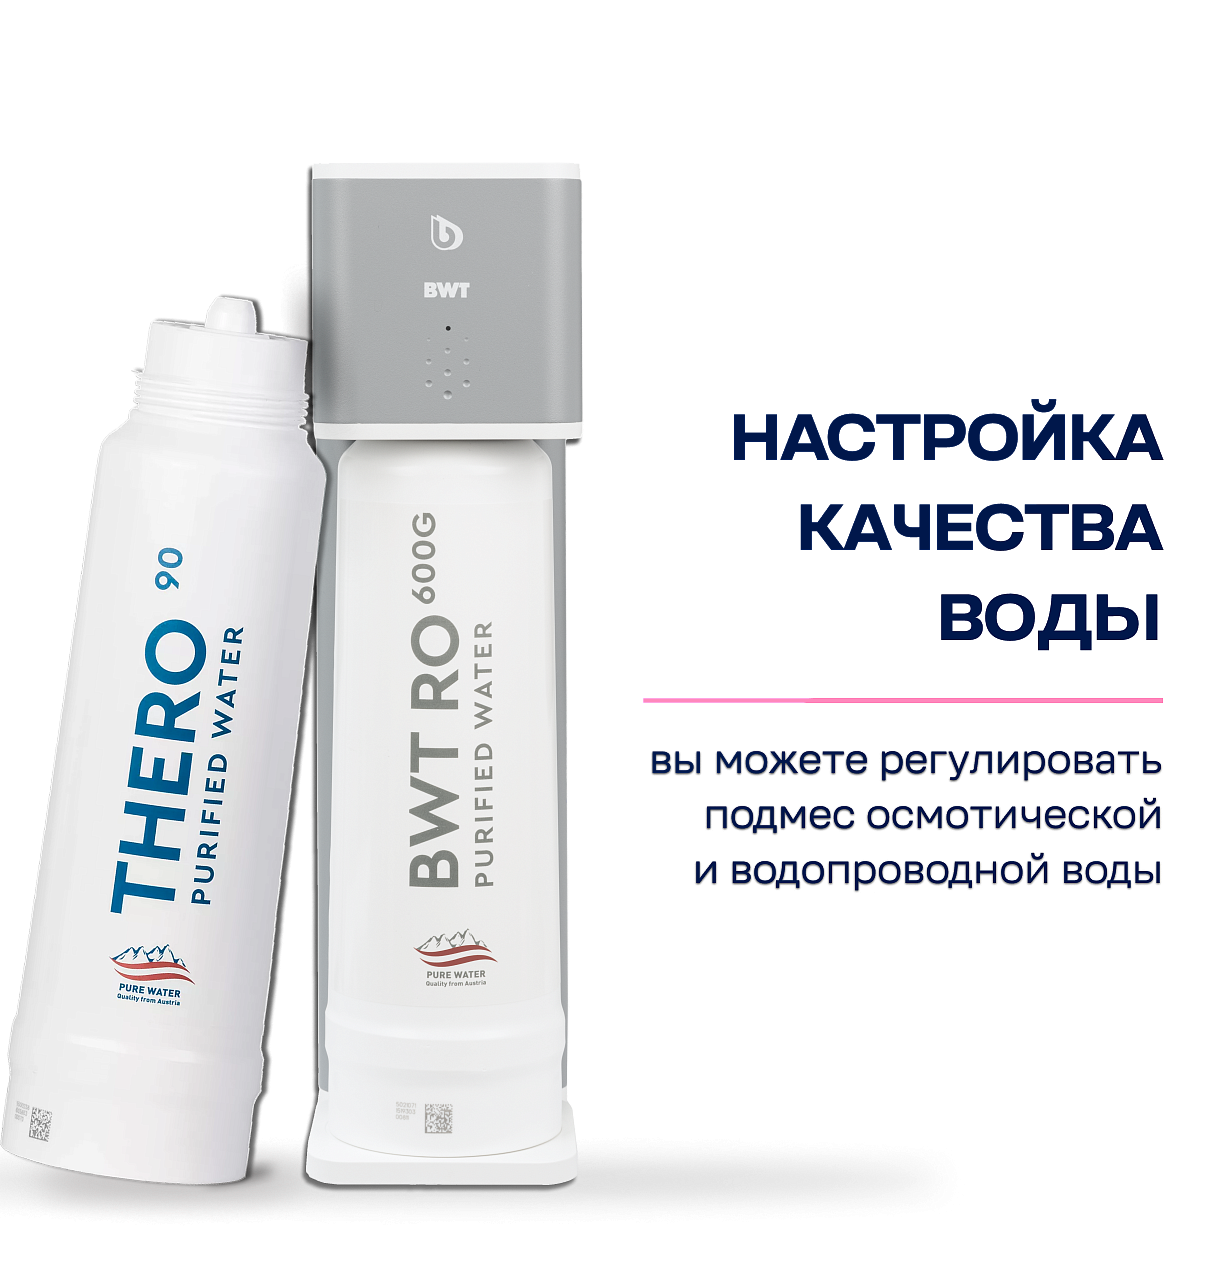 BWT
THERO 90
PURIFIED WATER
PURE WATER
Quality from Austria
BWT RO 600G
PURIFIED WATER
PURE WATER
Quality from Austria
НАСТРОЙКА
КАЧЕСТВА
ВОДЫ
вы можете регулировать
подмес осмотической
и водопроводной воды